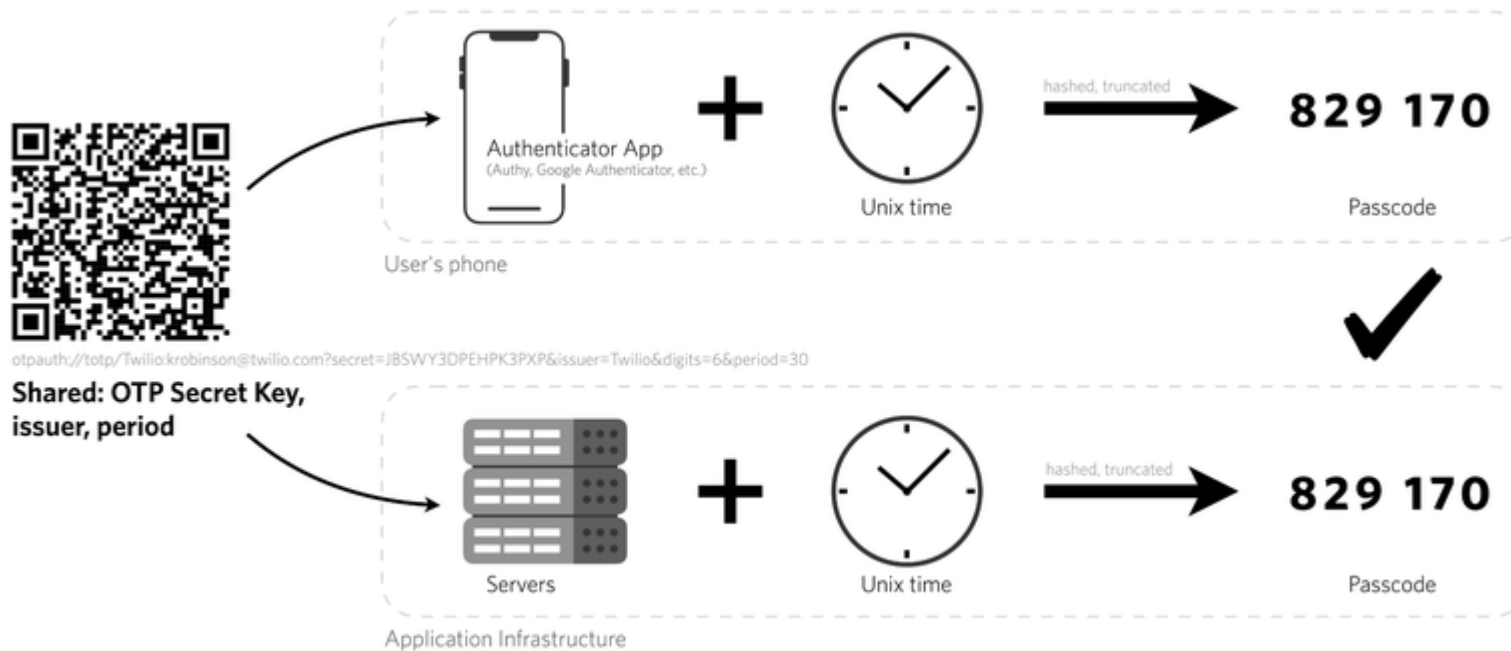 hashed, truncated
829 170
Authenticator App
(Authy, Google Authenticator, etc.)
Unix time
Passcode
User's phone
otpauth://totp/Twilio:krobinson@twilio.com?secret=JBSWY3DPEHPK3PXP&issuer=Twilio&digits=6&period=30
Shared: OTP Secret Key,
issuer, period
hashed, truncated
829 170
Servers
Unix time
Passcode
Application Infrastructure